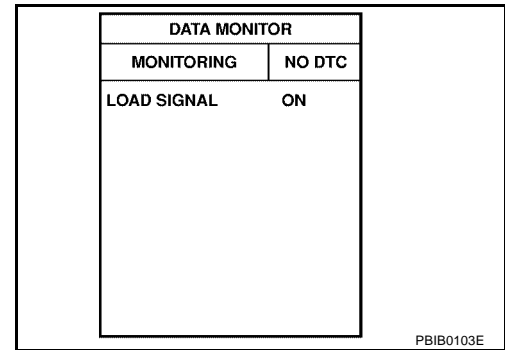 DATA MONITOR
MONITORING NO DTC
LOAD SIGNAL ON
PBIB0103E